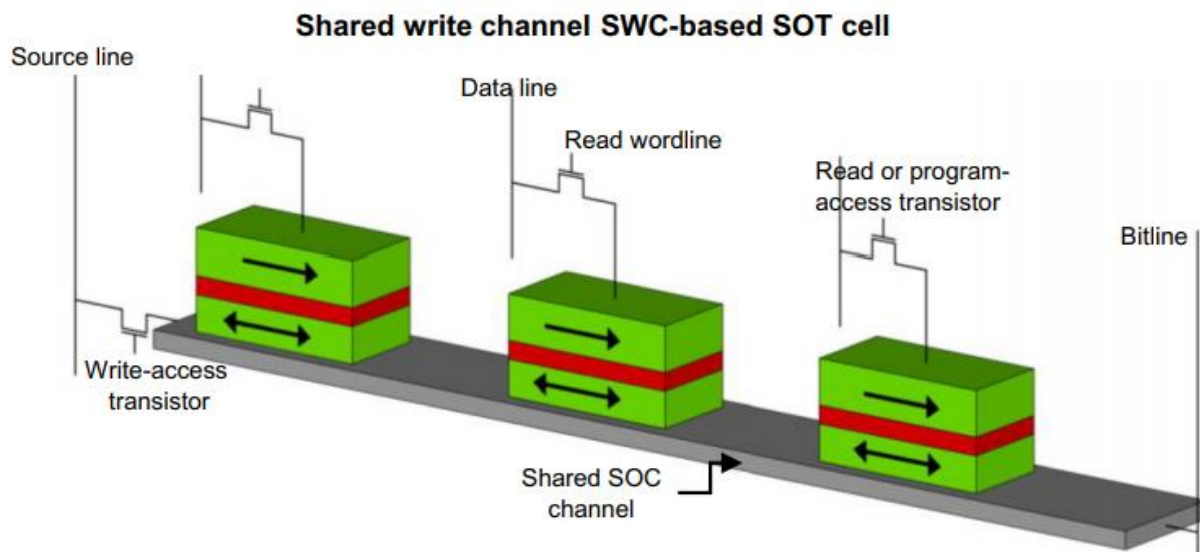 Shared write channel SWC-based SOT cell
Source line
Data line
Read wordline
Read or program-
access transistor
Bitline
Write-access
transistor
Shared SOC
channel